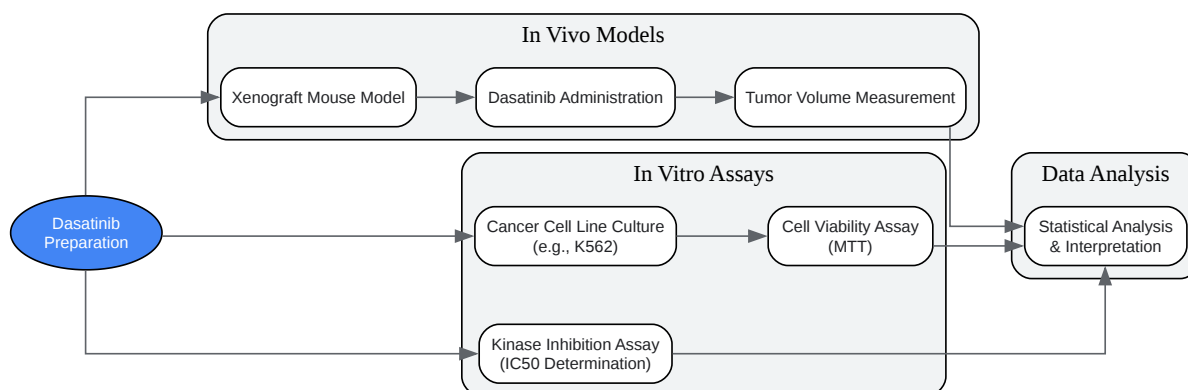 In Vivo Models
Xenograft Mouse Model
Dasatinib Administration
Tumor Volume Measurement
In Vitro Assays
Data Analysis
Dasatinib
Preparation
Cancer Cell Line Culture
(e.g., K562)
Cell Viability Assay
(MTT)
Statistical Analysis
& Interpretation
Kinase Inhibition Assay
(IC50 Determination)